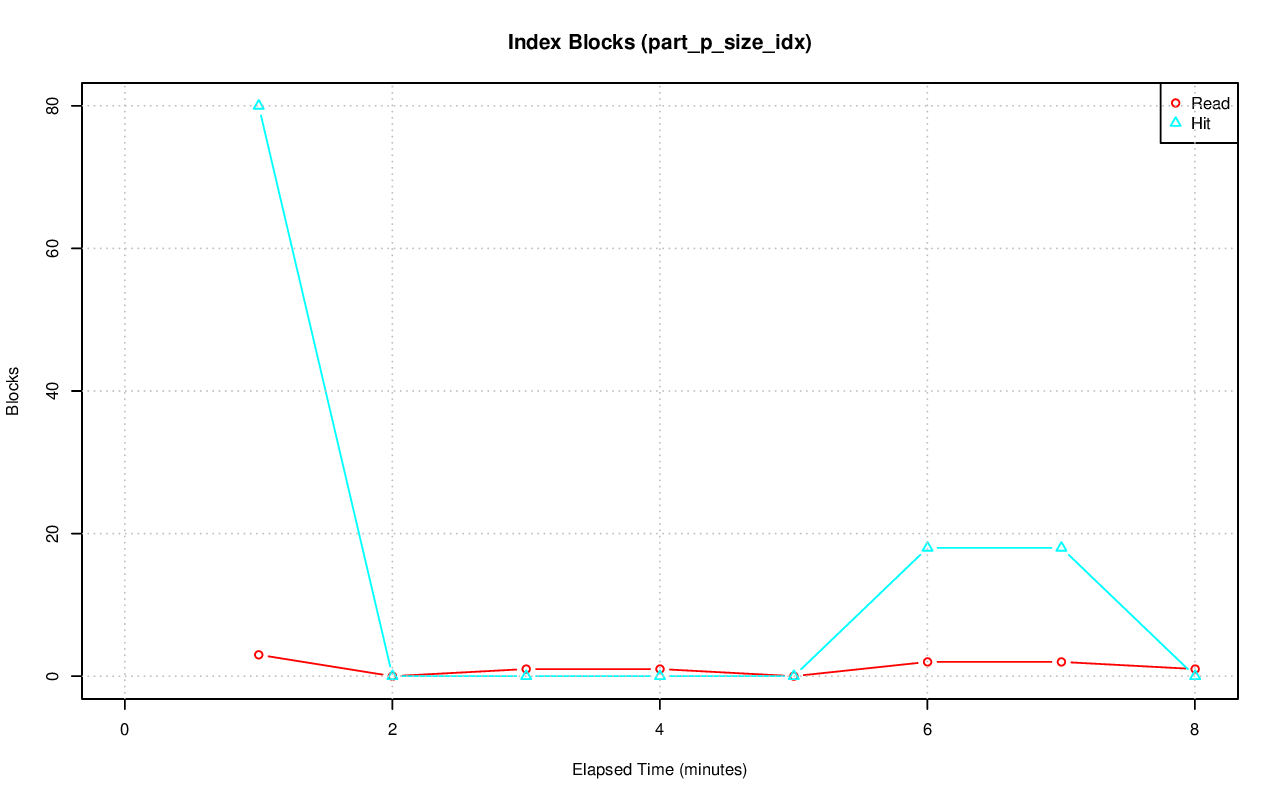 Index Blocks (part_p_size_idx)
Read
Hit
80
60
40
20
0
Blocks
0 2 4 6 8
Elapsed Time (minutes)